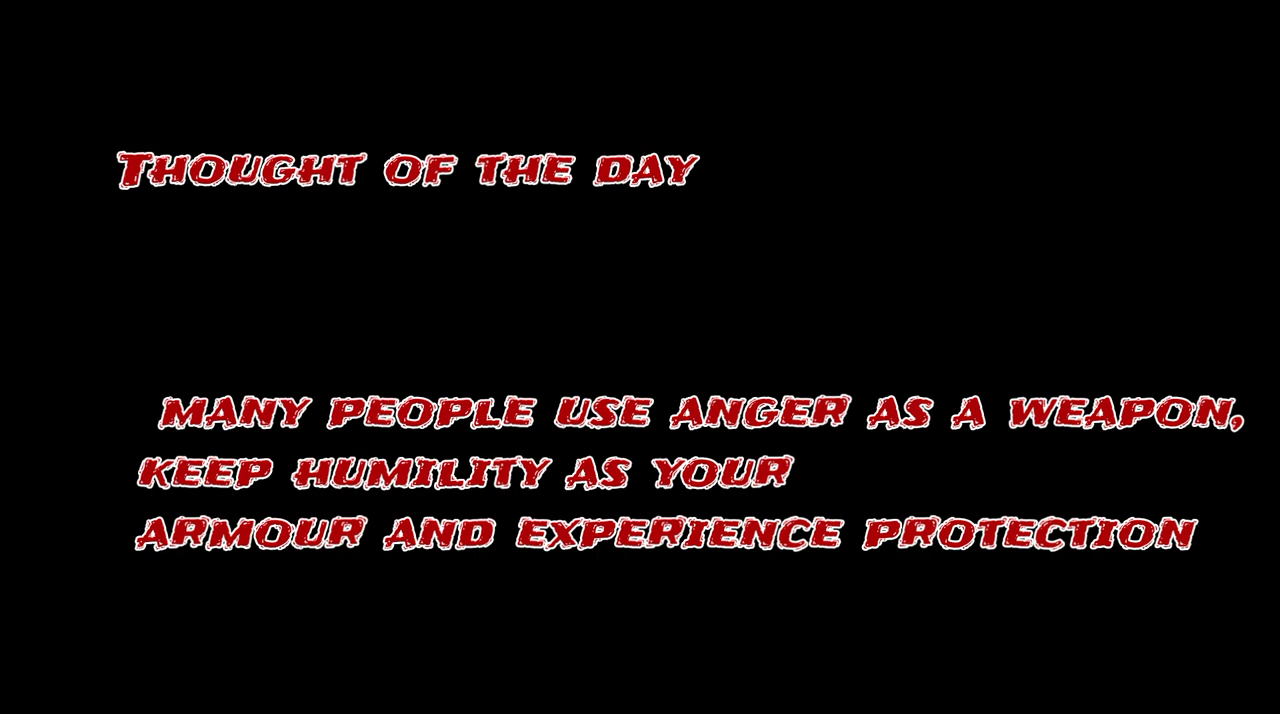 Thought of the day
many people use anger as a weapon,
keep humility as your
armour and experience protection